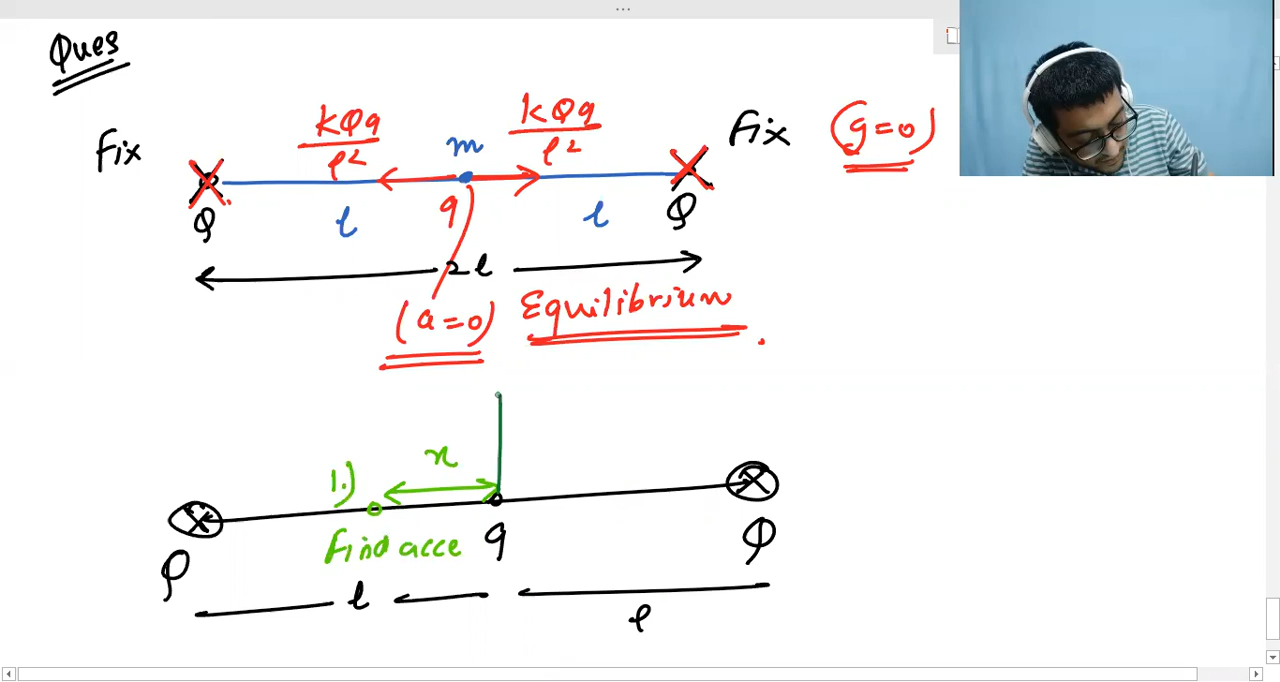 Ques
Fix
kQq
l²
m
kQq
l²
Fix
(g=0)
Q
l
q
l
Q
2l
(a=0)
Equilibrium
1.)
x
Find acce
q
Q
Q
l
l